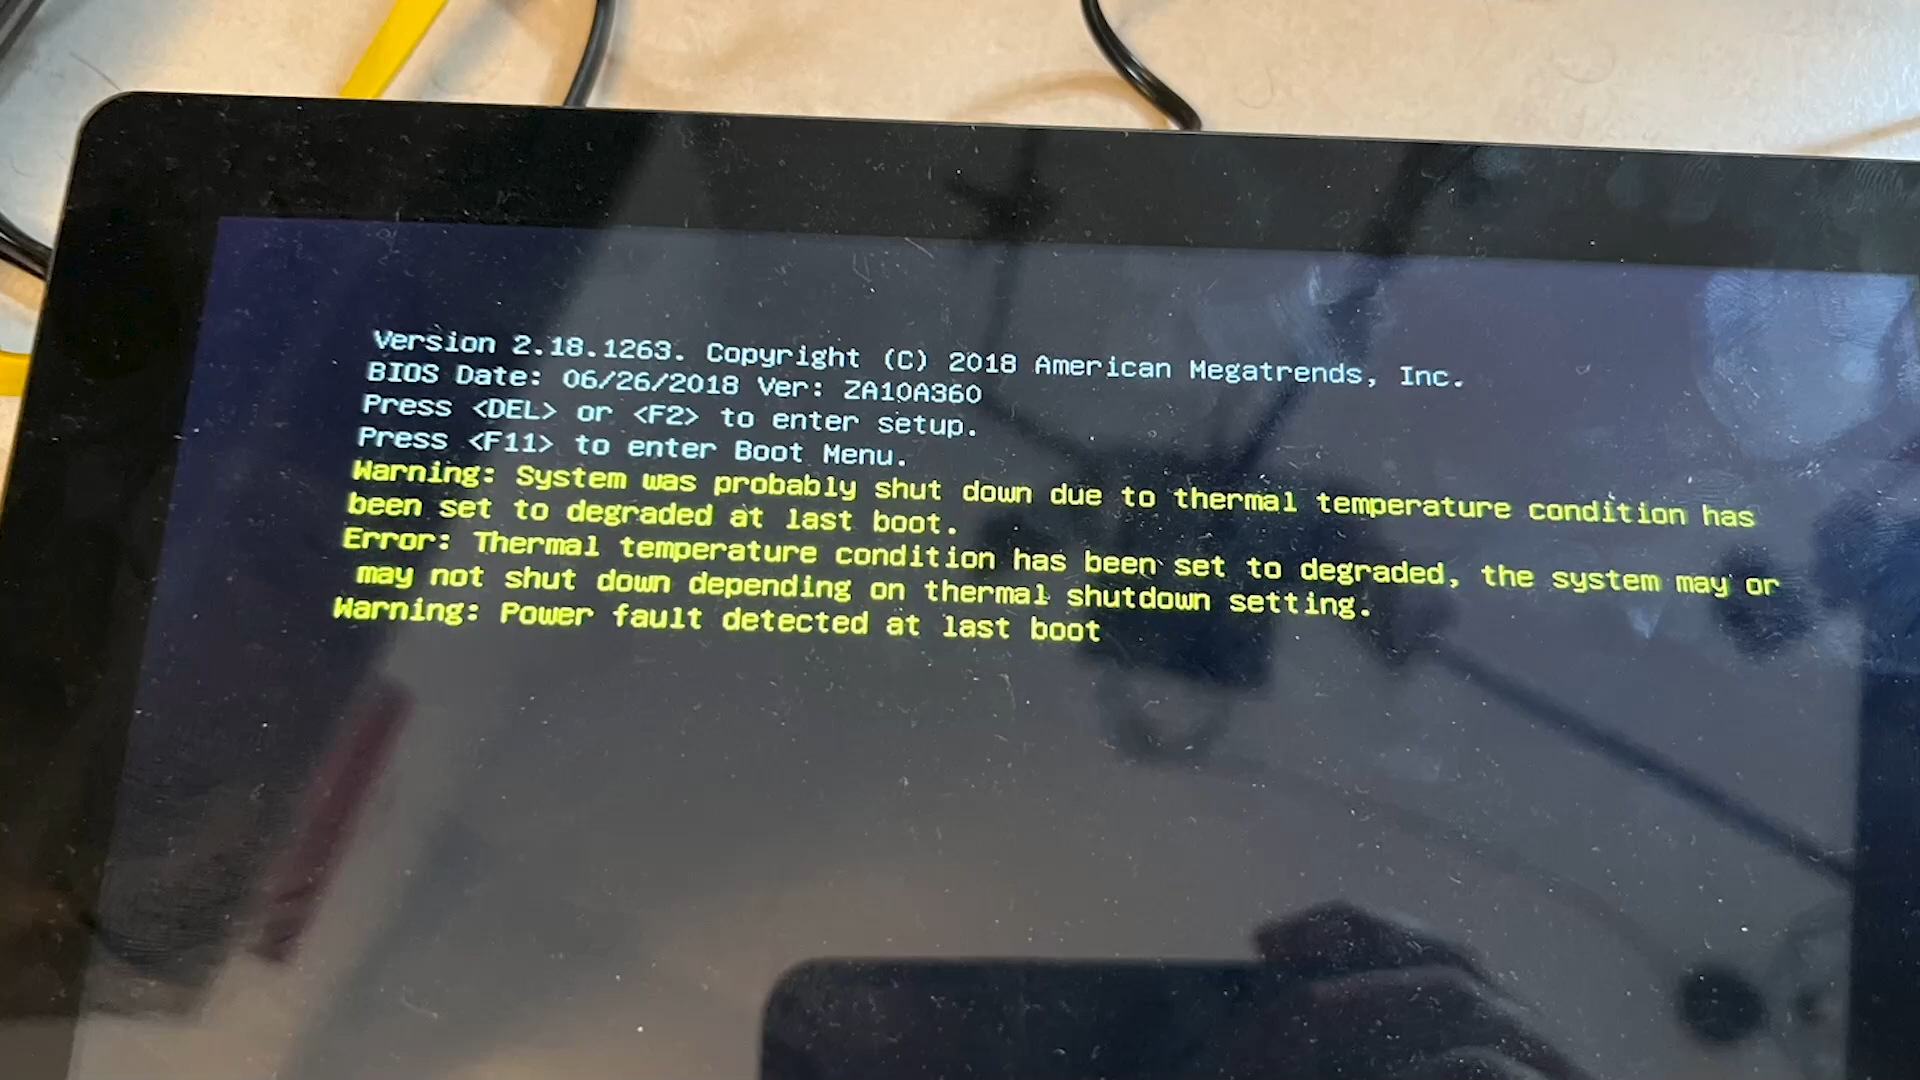 Version 2.18.1263. Copyright (C) 2018 American Megatrends, Inc.
BIOS Date: 06/26/2018 Ver: ZA10A360
Press <DEL> or <F2> to enter setup.
Press <F11> to enter Boot Menu.
Warning: System was probably shut down due to thermal temperature condition has
been set to degraded at last boot.
Error: Thermal temperature condition has been set to degraded, the system may or
may not shut down depending on thermal shutdown setting.
Warning: Power fault detected at last boot